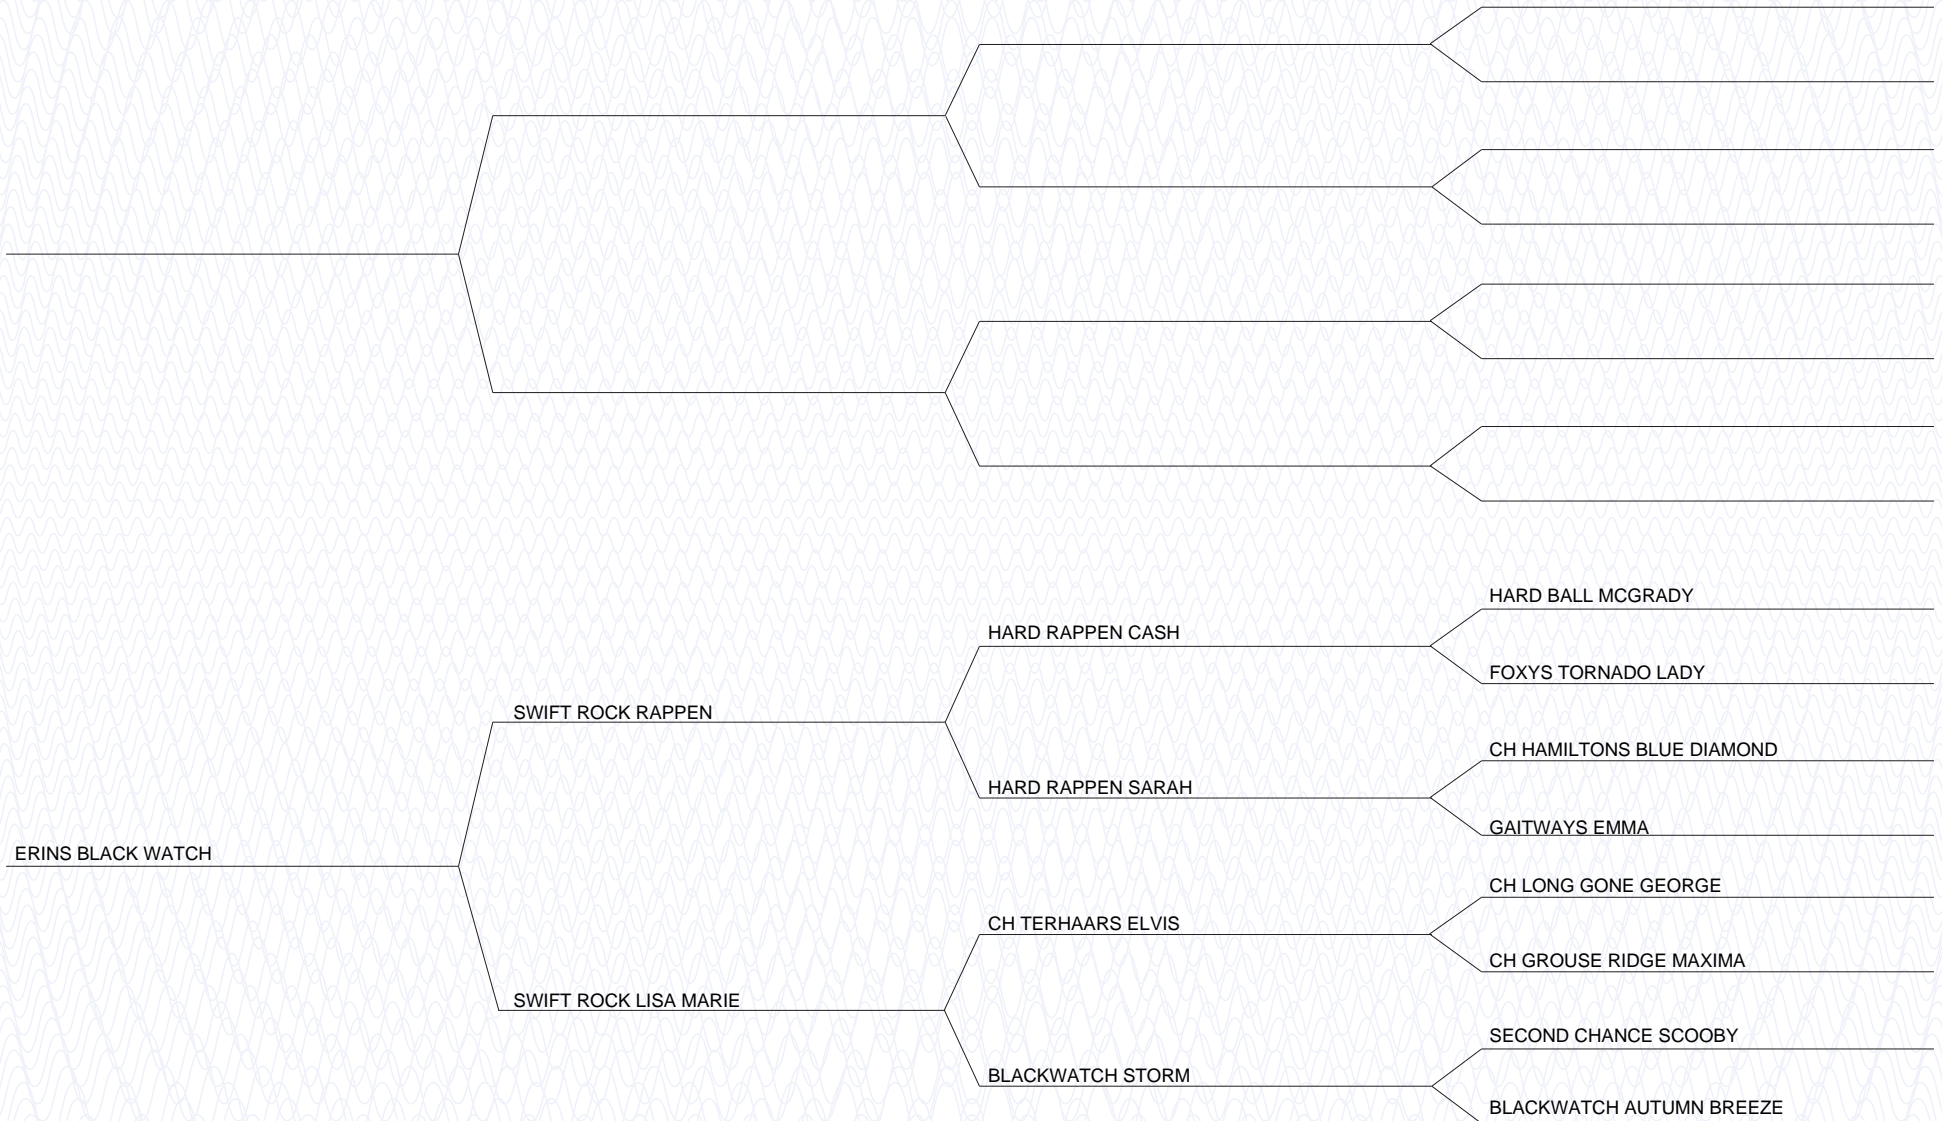 HARD BALL MCGRADY
HARD RAPPEN CASH
FOXYS TORNADO LADY
SWIFT ROCK RAPPEN
CH HAMILTONS BLUE DIAMOND
HARD RAPPEN SARAH
GAITWAYS EMMA
ERINS BLACK WATCH
CH LONG GONE GEORGE
CH TERHAARS ELVIS
CH GROUSE RIDGE MAXIMA
SWIFT ROCK LISA MARIE
SECOND CHANCE SCOOBY
BLACKWATCH STORM
BLACKWATCH AUTUMN BREEZE